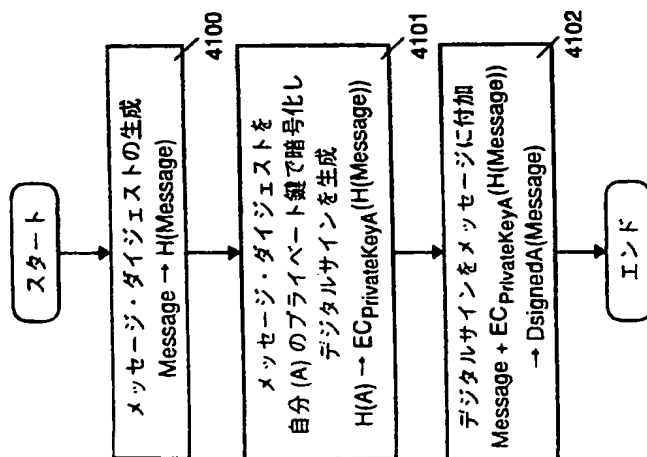 スタート
メッセージ・ダイジェストの生成
Message → H(Message)
4100
メッセージ・ダイジェストを
自分(A)のプライベート鍵で暗号化し
デジタルサインを生成
H(A) → ECPrivateKeyA(H(Message))
4101
デジタルサインをメッセージに付加
Message + ECPrivateKeyA(H(Message))
→ DsignedA(Message)
4102
エンド